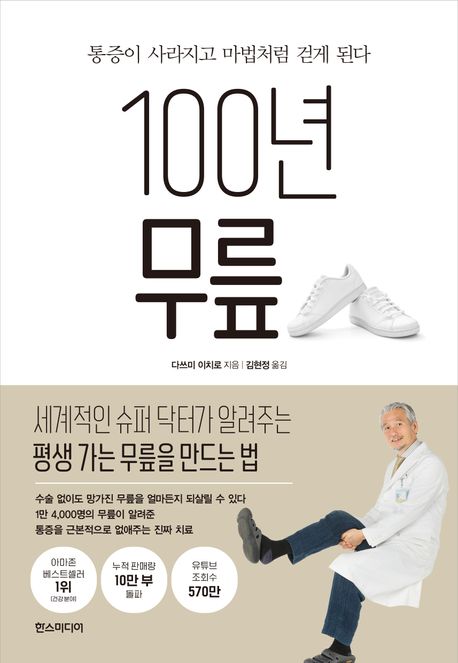 통증이 사라지고 마법처럼 걷게 된다
100년
무릎
다쓰미 이치로 지음 | 김현정 옮김
세계적인 슈퍼 닥터가 알려주는
평생 가는 무릎을 만드는 법
수술 없이도 망가진 무릎을 얼마든지 되살릴 수 있다
1만 4,000명의 무릎이 알려준
통증을 근본적으로 없애주는 진짜 치료
아마존
베스트셀러
1위
(건강 분야)
누적 판매량
10만 부
돌파
유튜브
조회수
570만
한스미디어